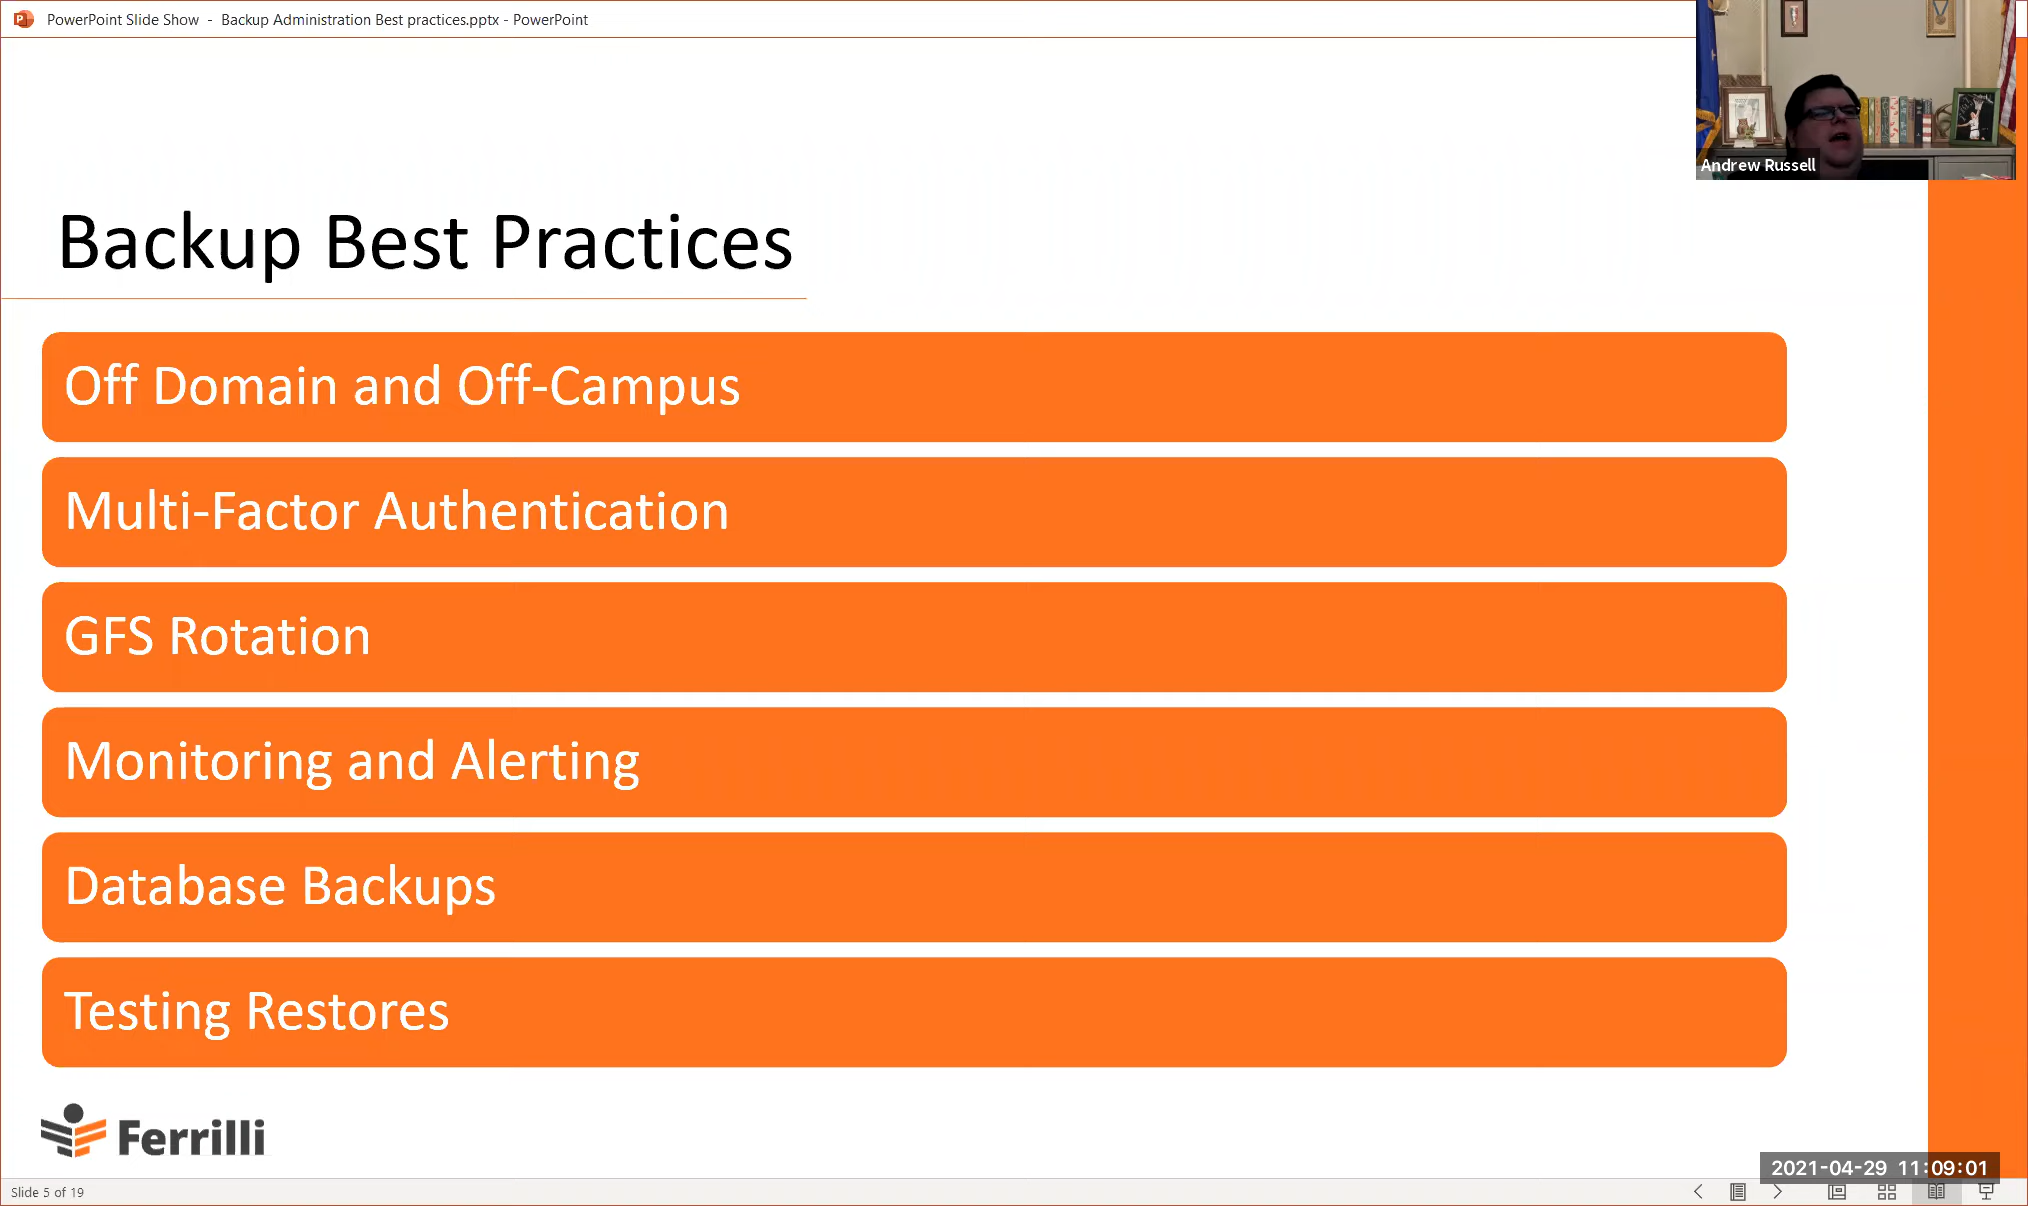 PowerPoint Slide Show - Backup Administration Best practices.pptx - PowerPoint
Andrew Russell
Backup Best Practices
Off Domain and Off-Campus
Multi-Factor Authentication
GFS Rotation
Monitoring and Alerting
Database Backups
Testing Restores
Ferrilli
2021-04-29 11:09:01
Slide 5 of 19